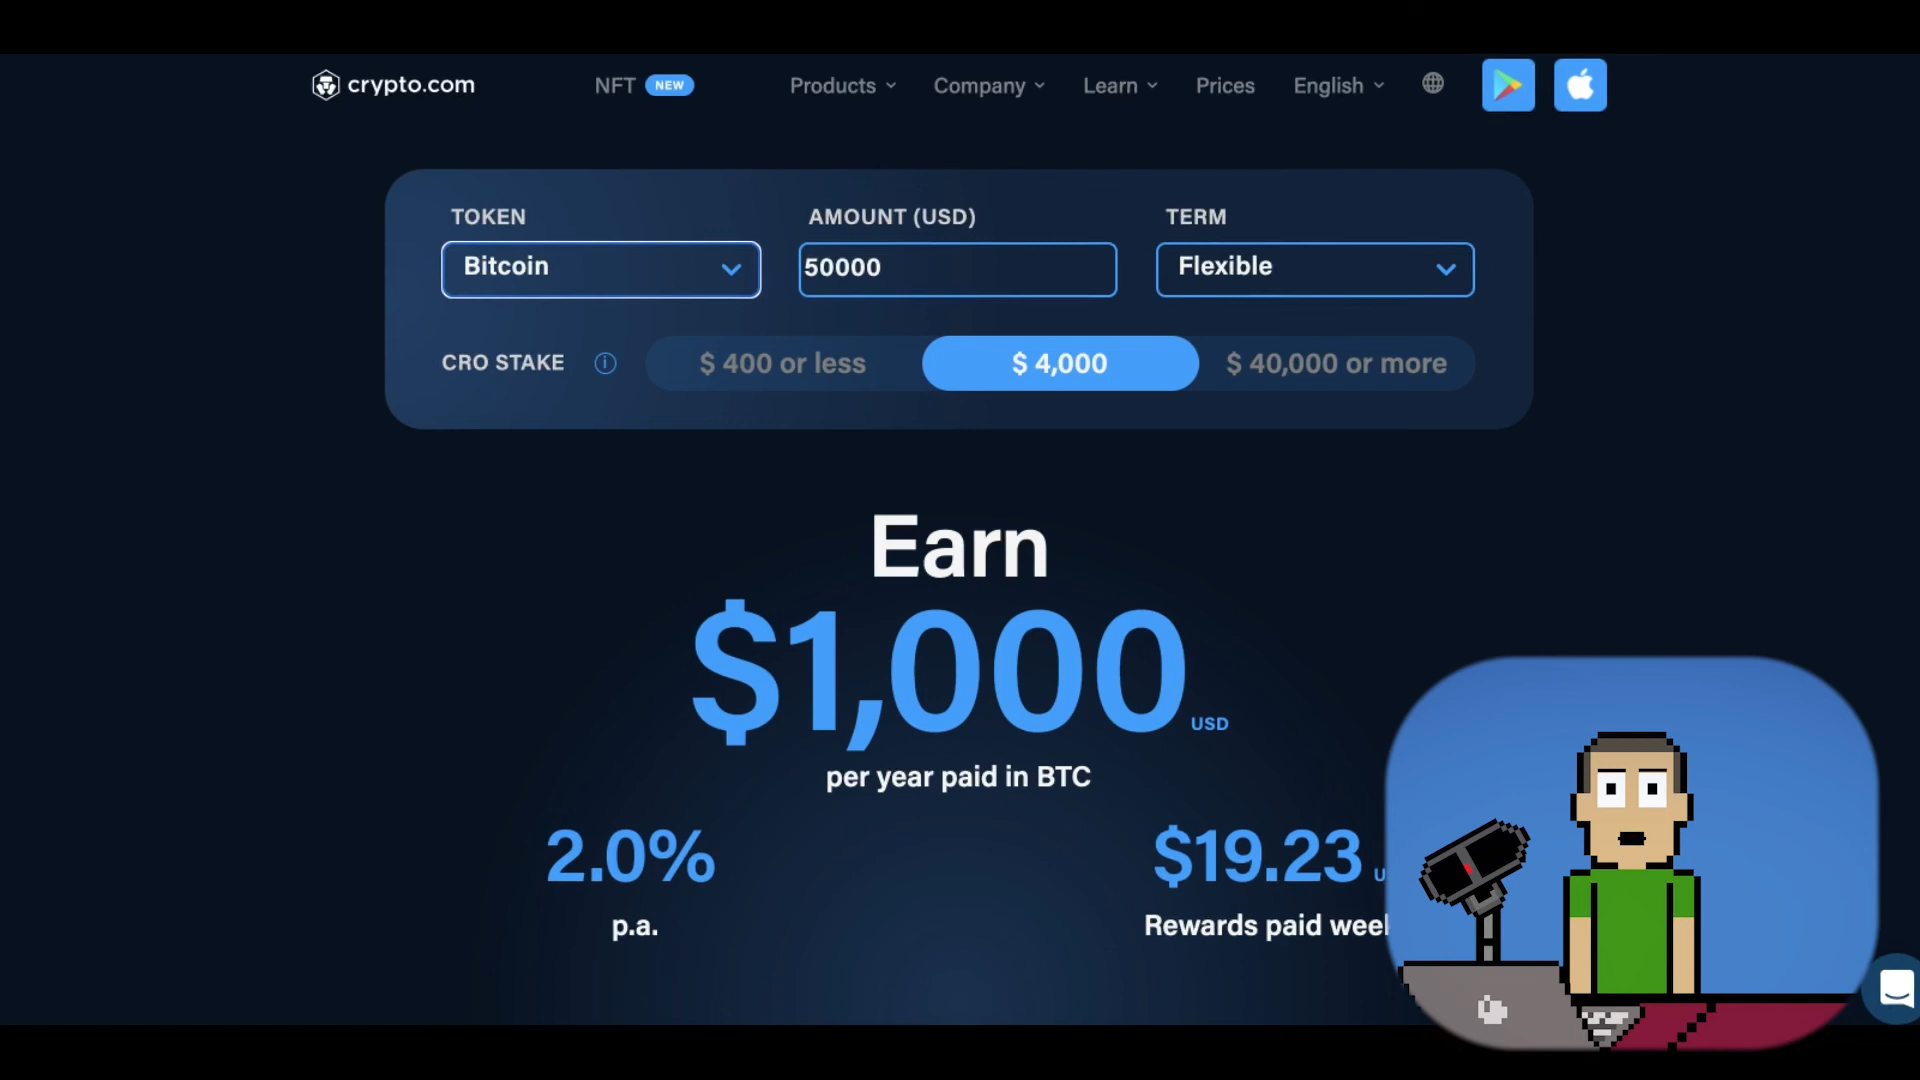 crypto.com NFT NEW Products Company Learn Prices English
TOKEN AMOUNT (USD) TERM
Bitcoin 50000 Flexible
CRO STAKE $ 400 or less $ 4,000 $ 40,000 or more
Earn
$1,000 USD
per year paid in BTC
2.0% $19.23
p.a. Rewards paid